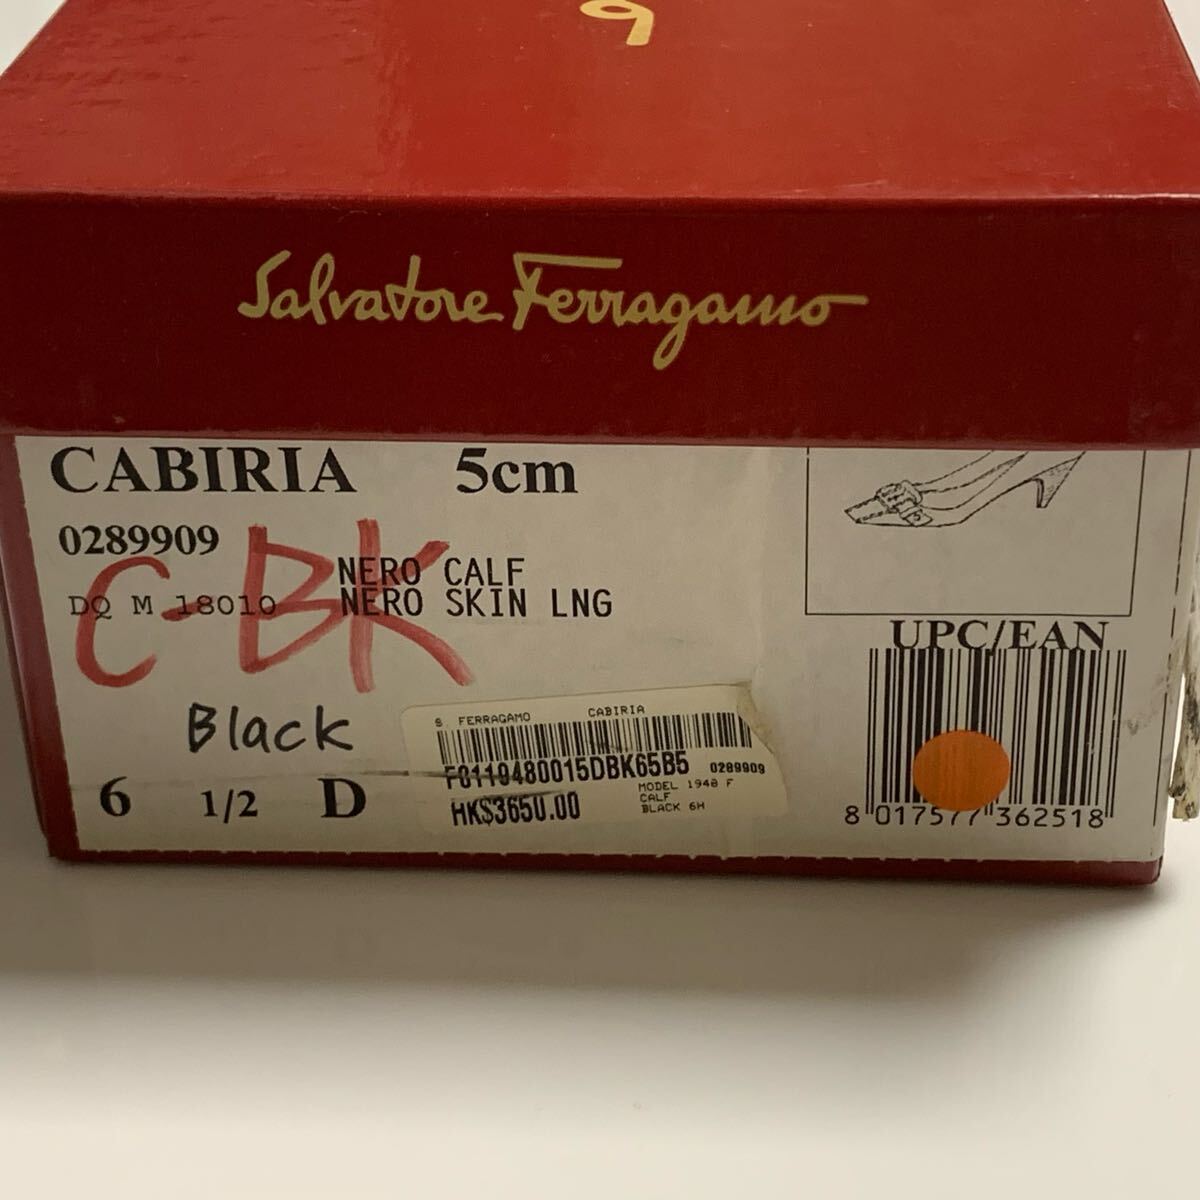 9
Salvatore Ferragamo
CABIRIA 5cm
0289909
C-BK
NERO CALF
DQ M 18010 NERO SKIN LNG
Black
6 1/2 D
UPC/EAN
8 017577 362518
S. FERRAGAMO CABIRIA
F0119480015DBK65B5 0289909
HK$3650.00
MODEL 1948 F
CALF
BLACK 6H